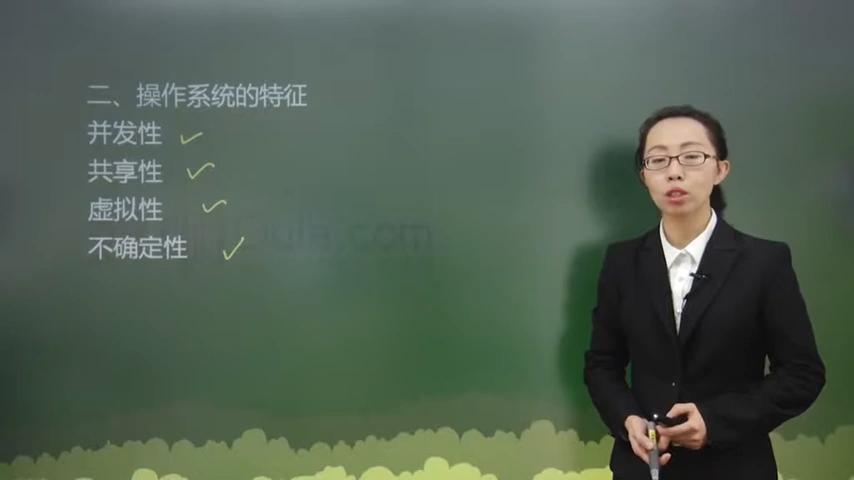 二、操作系统的特征
并发性
共享性
虚拟性
不确定性